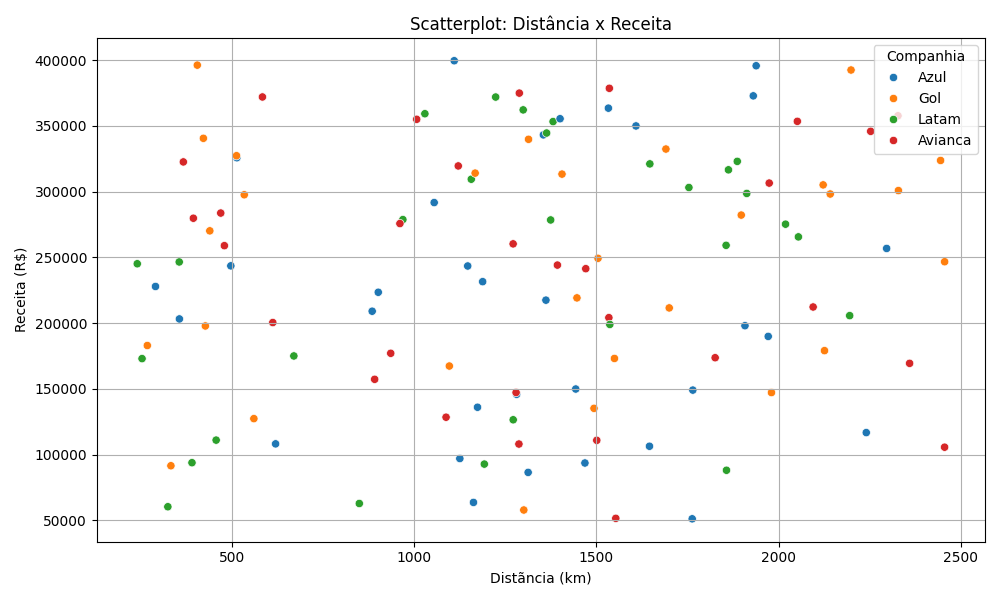 Scatterplot: Distância x Receita
Receita (R$)
400000
350000
300000
250000
200000
150000
100000
50000
Companhia
Azul
Gol
Latam
Avianca
500
1000
1500
2000
2500
Distãncia (km)